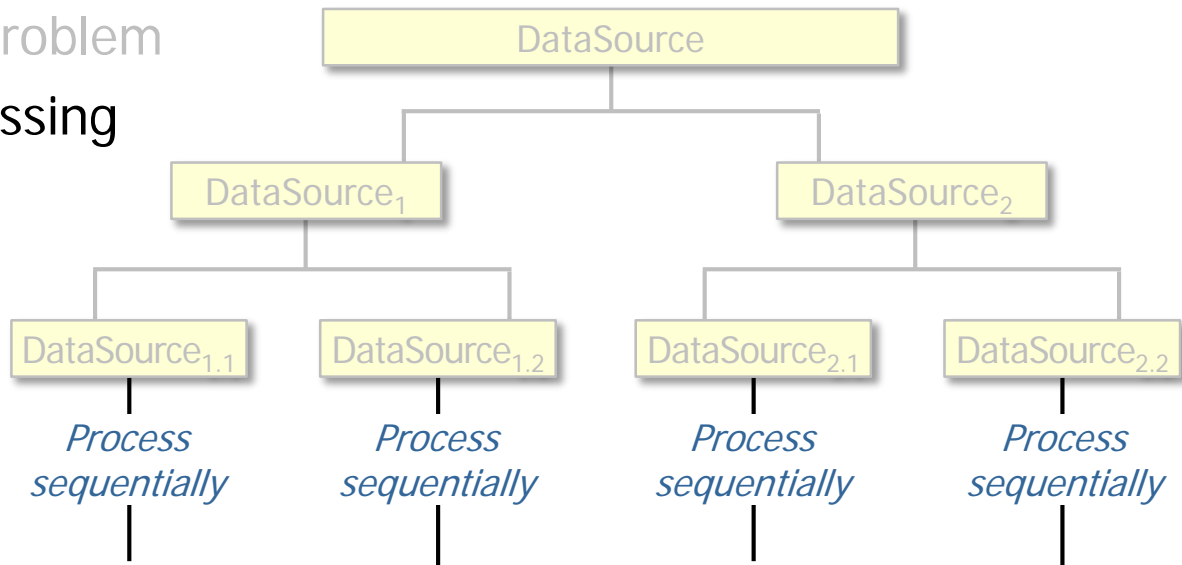 roblem
DataSource
ssing
DataSource₁
DataSource₂
DataSource₁.₁
DataSource₁.₂
DataSource₂.₁
DataSource₂.₂
Process
sequentially
Process
sequentially
Process
sequentially
Process
sequentially